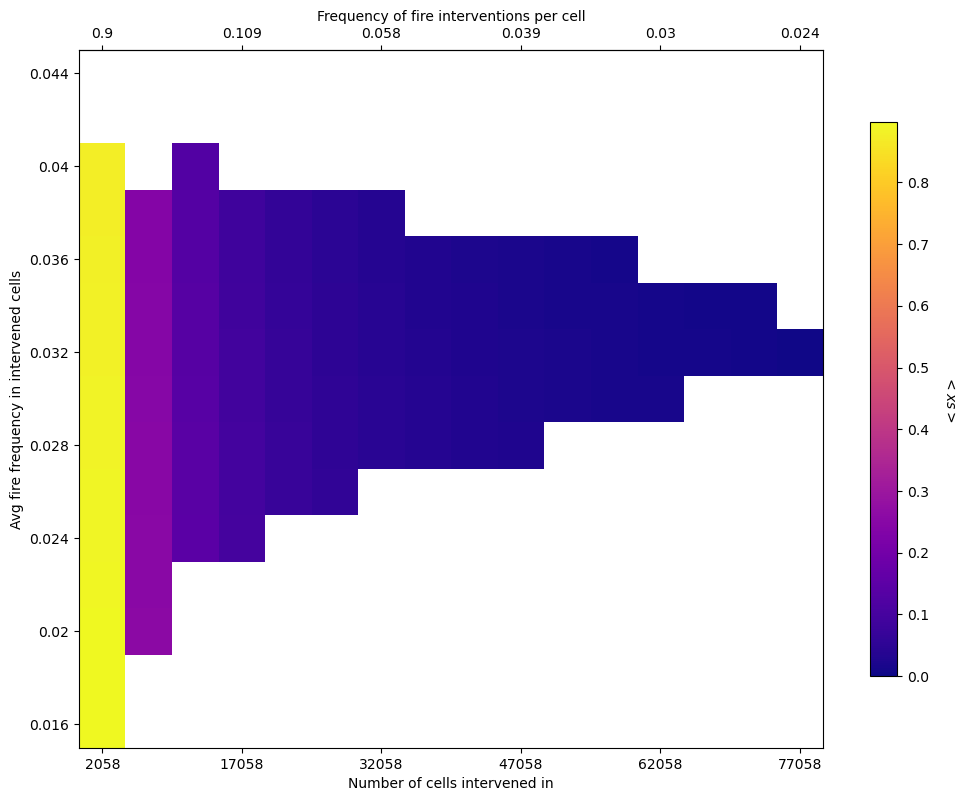 Frequency of fire interventions per cell
0.9 0.109 0.058 0.039 0.03 0.024
0.044
0.04
0.036
0.032
0.028
0.024
0.02
0.016
Avg fire frequency in intervened cells
2058 17058 32058 47058 62058 77058
Number of cells intervened in
0.8
0.7
0.6
0.5
0.4
0.3
0.2
0.1
0.0
< xs >